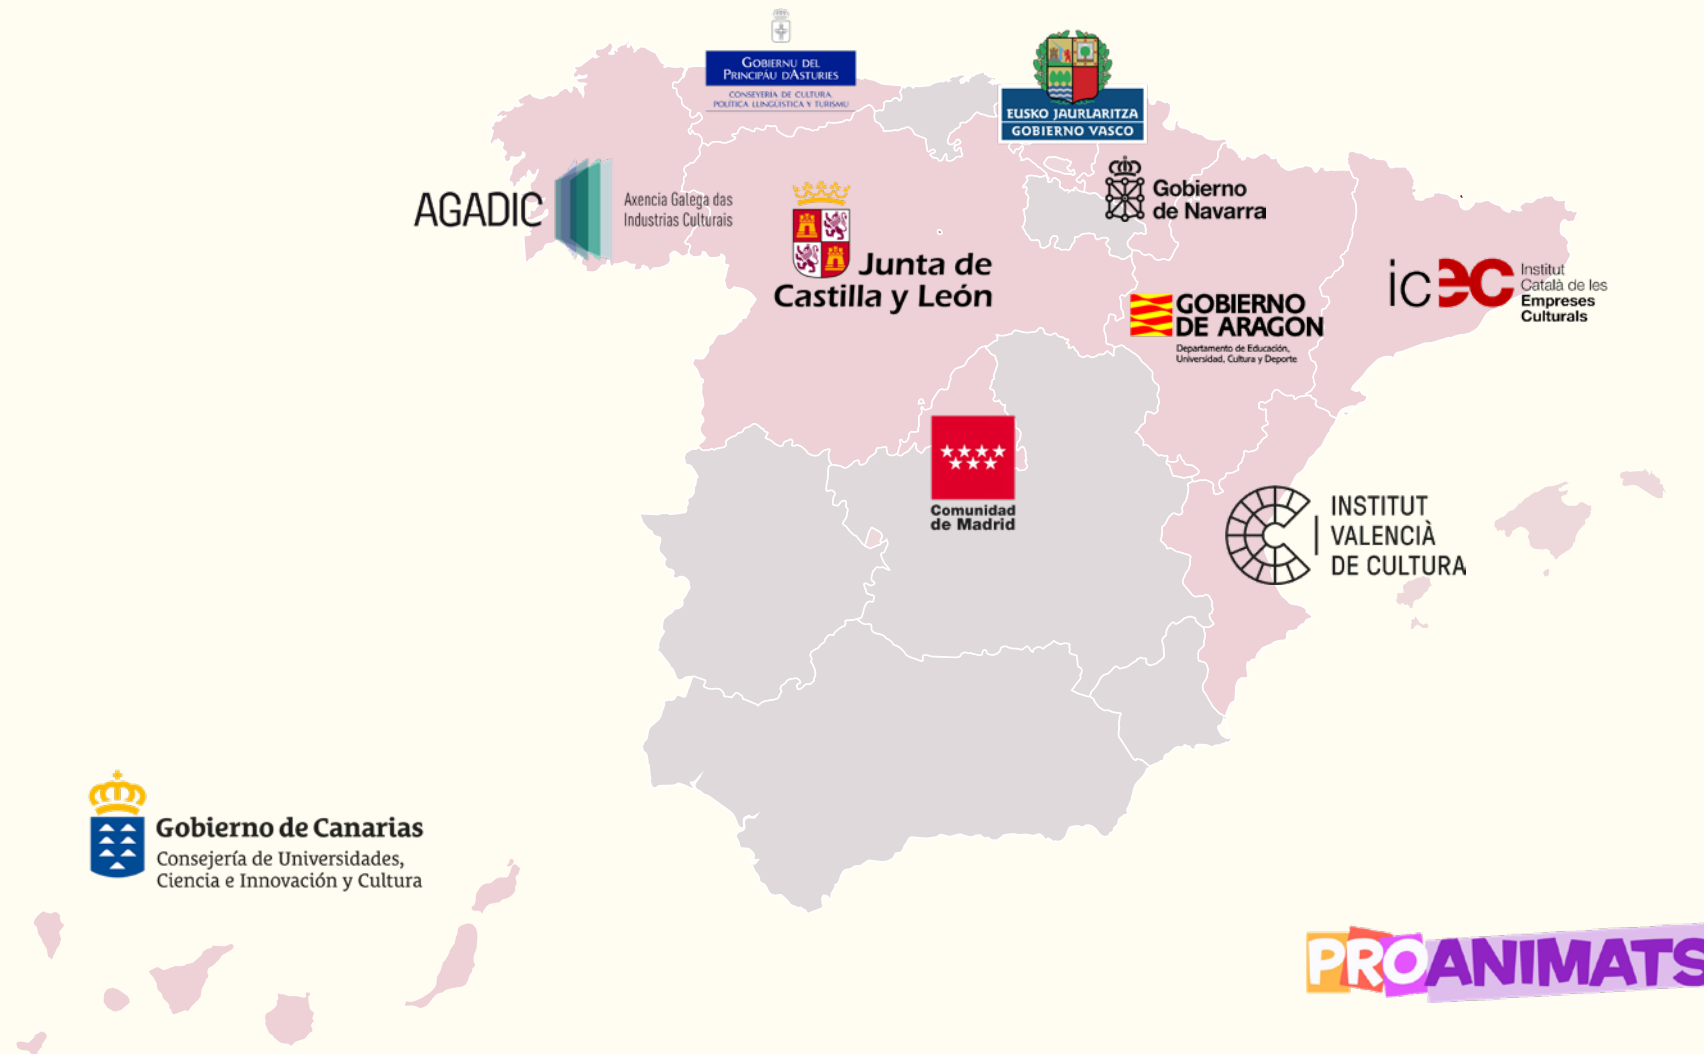 GOBIERNU DEL
PRINCIPÁU DASTURIES
CONSEYERIA DE CULTURA,
POLÍTICA LLINGÜÍSTICA Y TURISMU
EUSKO JAURLARITZA
GOBIERNO VASCO
AGADIC
Axencia Galega das
Industrias Culturais
Junta de
Castilla y León
Gobierno
de Navarra
GOBIERNO
DE ARAGON
Departamento de Educación,
Universidad, Cultura y Deporte
icec
Institut
Català de les
Empreses
Culturals
Comunidad
de Madrid
INSTITUT
VALENCIÀ
DE CULTURA
Gobierno de Canarias
Consejería de Universidades,
Ciencia e Innovación y Cultura
PROANIMATS